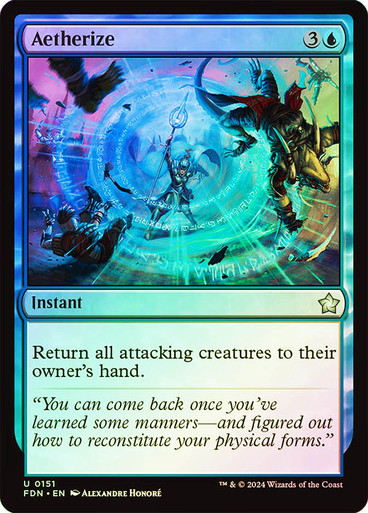 Aetherize 3
Instant
Return all attacking creatures to their
owner's hand.
“You can come back once you've
learned some manners—and figured out
how to reconstitute your physical forms.”
U 0151
FDN • EN Alexandre Honoré
™ & © 2024 Wizards of the Coast